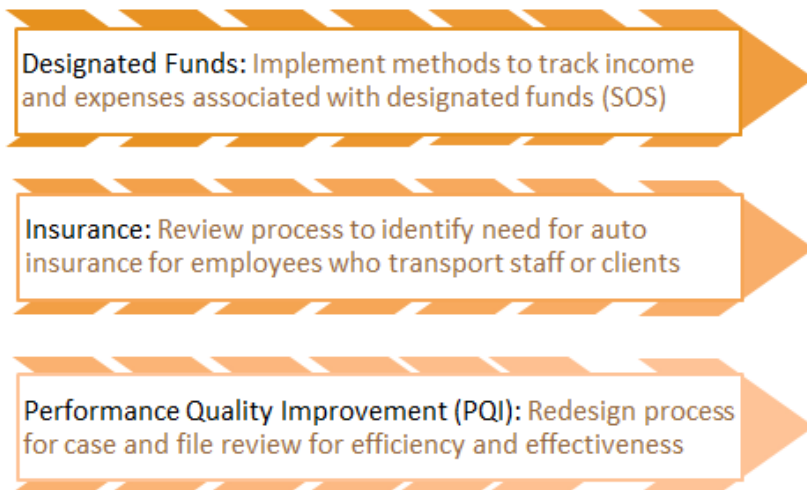 Designated Funds: Implement methods to track income
and expenses associated with designated funds (SOS)
Insurance: Review process to identify need for auto
insurance for employees who transport staff or clients
Performance Quality Improvement (PQI): Redesign process
for case and file review for efficiency and effectiveness